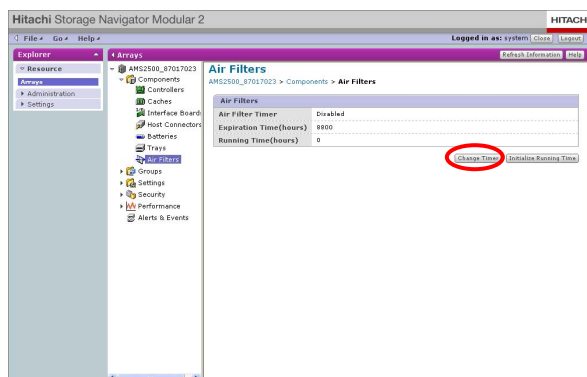 Hitachi Storage Navigator Modular 2
HITACH
File Go Help
Logged in as: system Close Logout
Explorer
Resource
Arrays
Administration
Settings
Arrays
AMS2500_87017023
Components
Controllers
Caches
Interface Boards
Host Connectors
Batteries
Trays
Air Filters
Groups
Settings
Security
Performance
Alerts & Events
Refresh Information Help
Air Filters
AMS2500_87017023 > Components > Air Filters
Air Filters
Air Filter Timer Disabled
Expiration Time(hours) 8800
Running Time(hours) 0
Change Timer Initialize Running Time